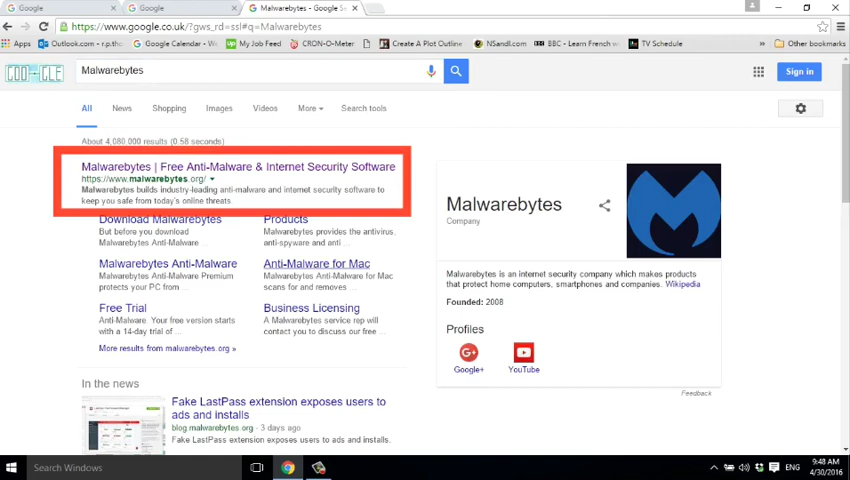 Google
Google
Malwarebytes - Google Se
https://www.google.co.uk/?gws_rd=ssl#q=Malwarebytes
Apps
Outlook.com - r.p.tho
Google Calendar - We
My Job Feed
CRON-O-Meter
Create A Plot Outline
NSandI.com
BBC - Learn French w
TV Schedule
»
Other bookmarks
Malwarebytes
Sign in
All
News
Shopping
Images
Videos
More
Search tools
About 4,080,000 results (0.58 seconds)
Malwarebytes | Free Anti-Malware & Internet Security Software
https://www.malwarebytes.org/
Malwarebytes builds industry-leading anti-malware and internet security software to
keep you safe from today's online threats.
Download Malwarebytes
But before you download
Malwarebytes Anti-Malware ...
Products
Malwarebytes provides the antivirus,
anti-spyware and anti ...
Malwarebytes Anti-Malware
Malwarebytes Anti-Malware Premium
protects your PC from ...
Anti-Malware for Mac
Malwarebytes Anti-Malware for Mac
scans for and removes ...
Free Trial
Anti-Malware. Your free version starts
with a 14-day trial of ...
Business Licensing
A Malwarebytes service rep will
contact you to discuss our free ...
More results from malwarebytes.org »
Malwarebytes
Company
Malwarebytes is an internet security company which makes products
that protect home computers, smartphones and companies. Wikipedia
Founded: 2008
Profiles
Google+
YouTube
Feedback
In the news
Fake LastPass extension exposes users to
ads and installs
blog.malwarebytes.org - 3 days ago
Fake LastPass extension exposes users to ads and installs.
Search Windows
ENG
9:48 AM
4/30/2016